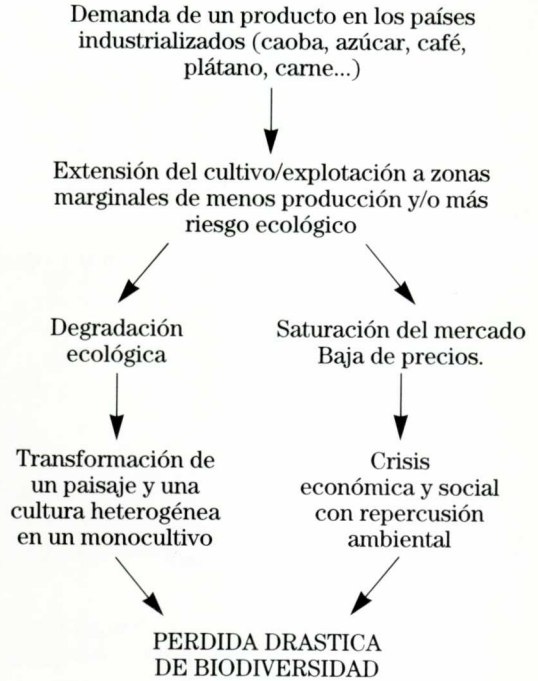 Demanda de un producto en los países
industrializados (caoba, azúcar, café,
plátano, carne...)
Extensión del cultivo/explotación a zonas
marginales de menos producción y/o más
riesgo ecológico
Degradación
ecológica
Saturación del mercado
Baja de precios.
Transformación de
un paisaje y una
cultura heterogénea
en un monocultivo
Crisis
económica y social
con repercusión
ambiental
PERDIDA DRASTICA
DE BIODIVERSIDAD